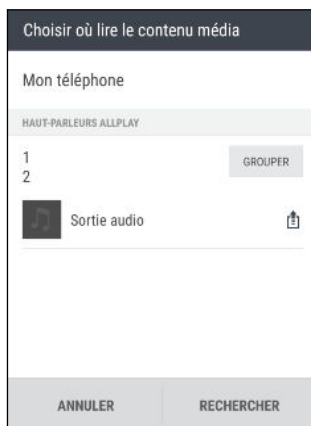 Choisir où lire le contenu média
Mon téléphone
HAUT-PARLEURS ALLPLAY
1
GROUPER
2
Sortie audio
ANNULER
RECHERCHER